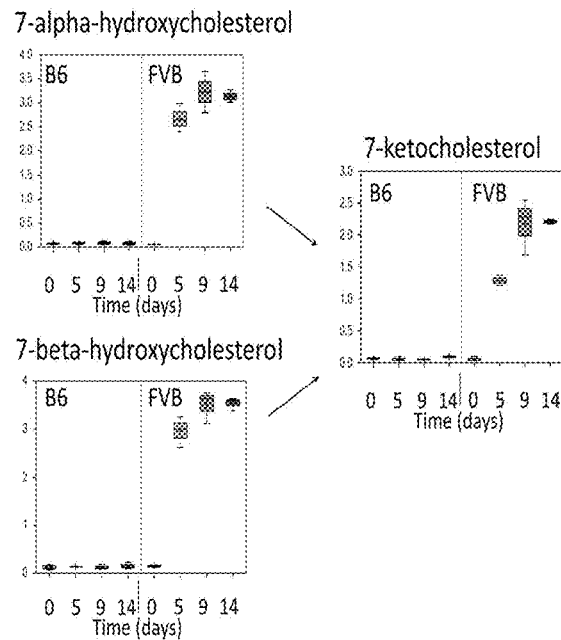 7-alpha-hydroxycholesterol
4.0
3.5
3.0
2.5
2.0
1.5
1.0
0.5
0.0
B6 FVB
0 5 9 14 0 5 9 14
Time (days)
7-ketocholesterol
3.0
2.5
2.0
1.5
1.0
0.5
0.0
B6 FVB
0 5 9 14 0 5 9 14
Time (days)
7-beta-hydroxycholesterol
4
3
2
1
0
B6 FVB
0 5 9 14 0 5 9 14
Time (days)